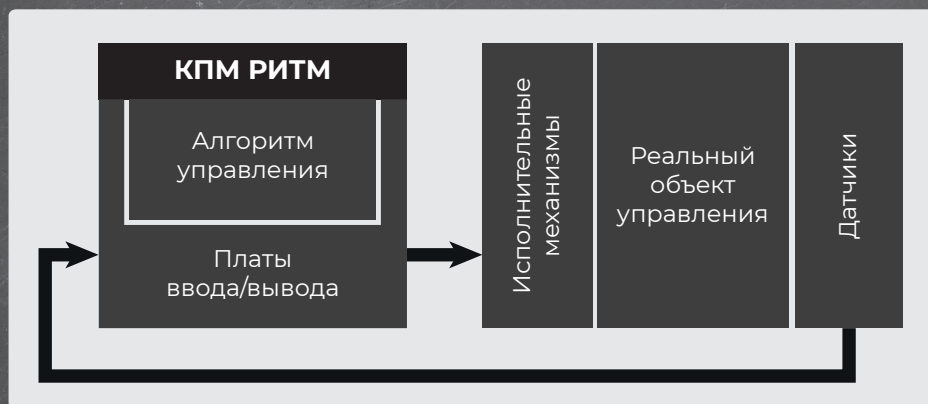 КПМ РИТМ
Алгоритм
управления
Платы
ввода/вывода
Исполнительные
механизмы
Реальный
объект
управления
Датчики